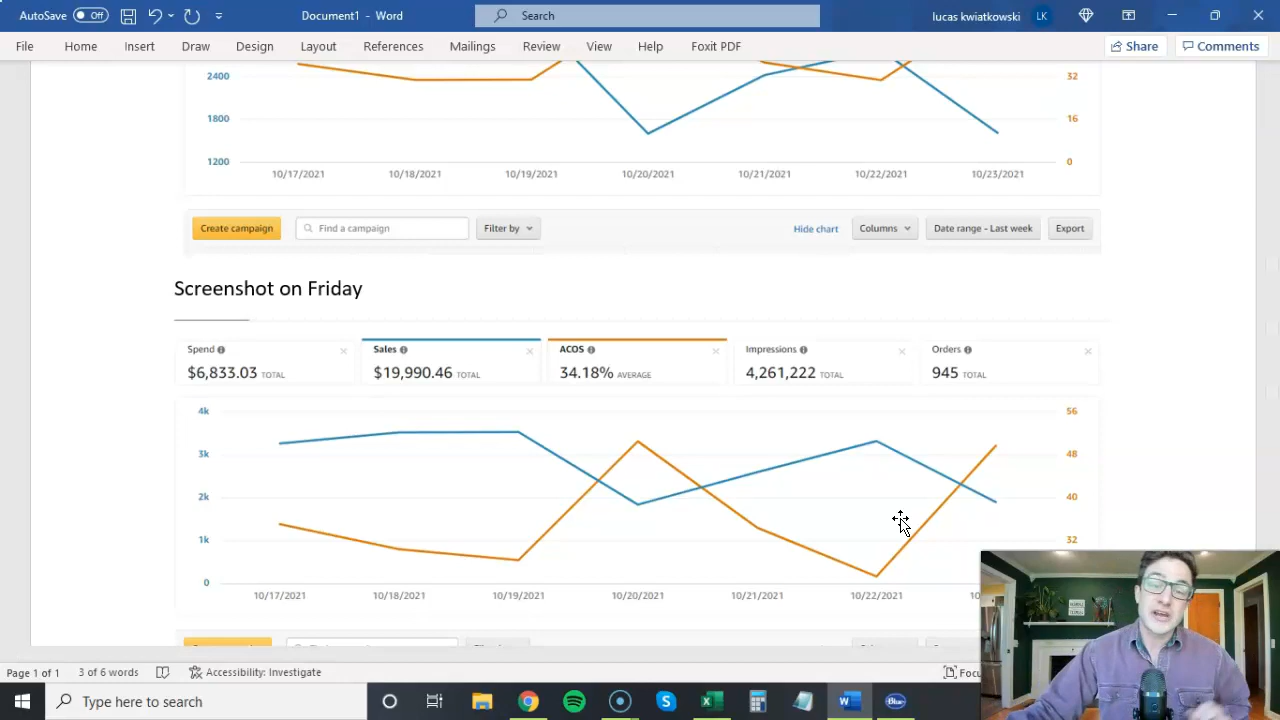 AutoSave Off Document1 - Word Search lucas kwiatkowski LK
File Home Insert Draw Design Layout References Mailings Review View Help Foxit PDF Share Comments
2400 32
1800 16
1200 0
10/17/2021 10/18/2021 10/19/2021 10/20/2021 10/21/2021 10/22/2021 10/23/2021
Create campaign Find a campaign Filter by Hide chart Columns Date range - Last week Export
Screenshot on Friday
Spend Sales ACOS Impressions Orders
$6,833.03 TOTAL $19,990.46 TOTAL 34.18% AVERAGE 4,261,222 TOTAL 945 TOTAL
4k 56
3k 48
2k 40
1k 32
0
10/17/2021 10/18/2021 10/19/2021 10/20/2021 10/21/2021 10/22/2021
Page 1 of 1 3 of 6 words Accessibility: Investigate
Type here to search